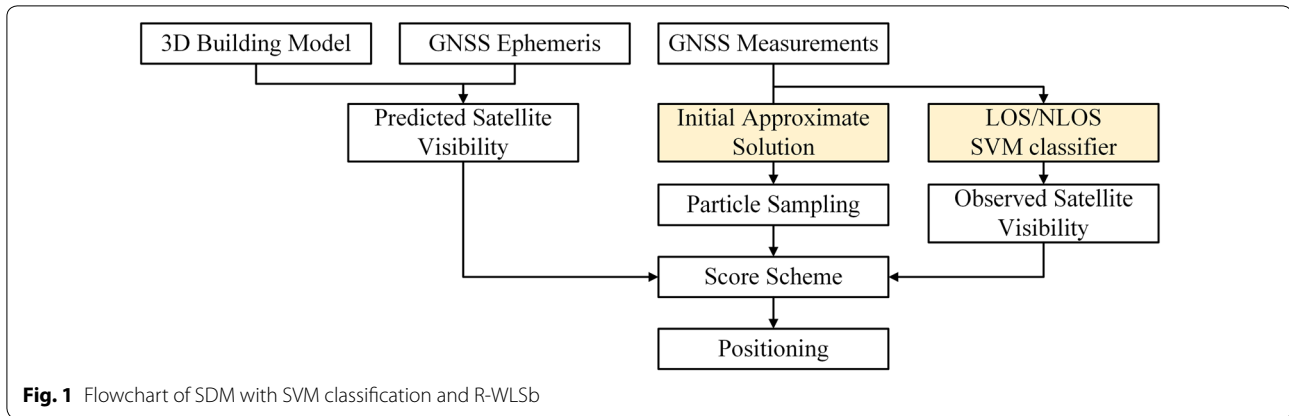 3D Building Model
GNSS Ephemeris
GNSS Measurements
Predicted Satellite
Visibility
Initial Approximate
Solution
LOS/NLOS
SVM classifier
Particle Sampling
Observed Satellite
Visibility
Score Scheme
Positioning
Fig. 1 Flowchart of SDM with SVM classification and R-WLSb